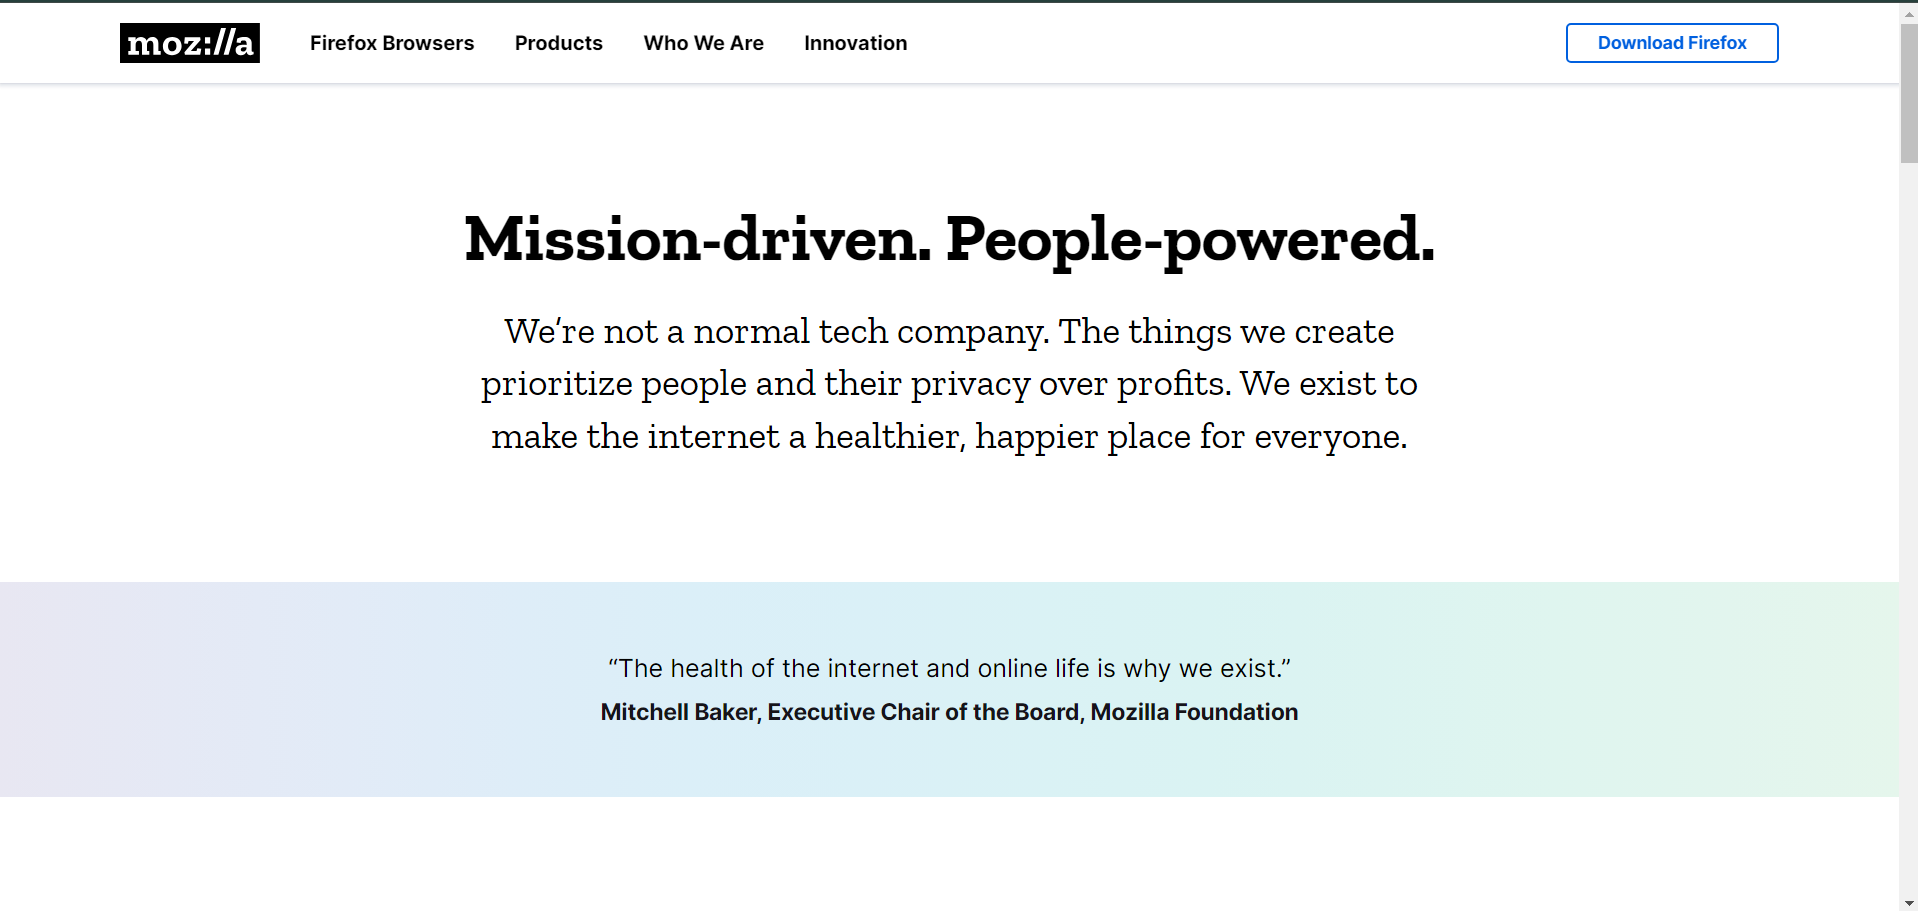 moz://a
Firefox Browsers
Products
Who We Are
Innovation
Download Firefox
Mission-driven. People-powered.
We’re not a normal tech company. The things we create
prioritize people and their privacy over profits. We exist to
make the internet a healthier, happier place for everyone.
“The health of the internet and online life is why we exist.”
Mitchell Baker, Executive Chair of the Board, Mozilla Foundation